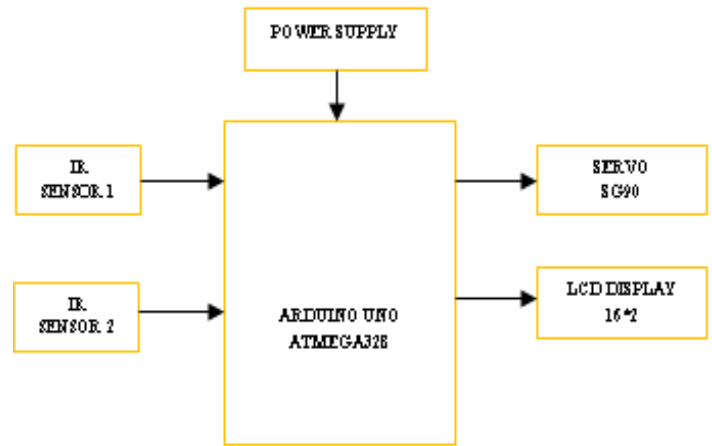 POWER SUPPLY
IR
SENSOR 1
SERVO
SG90
IR
SENSOR 2
ARDUINO UNO
ATMEGA328
LCD DISPLAY
16*2